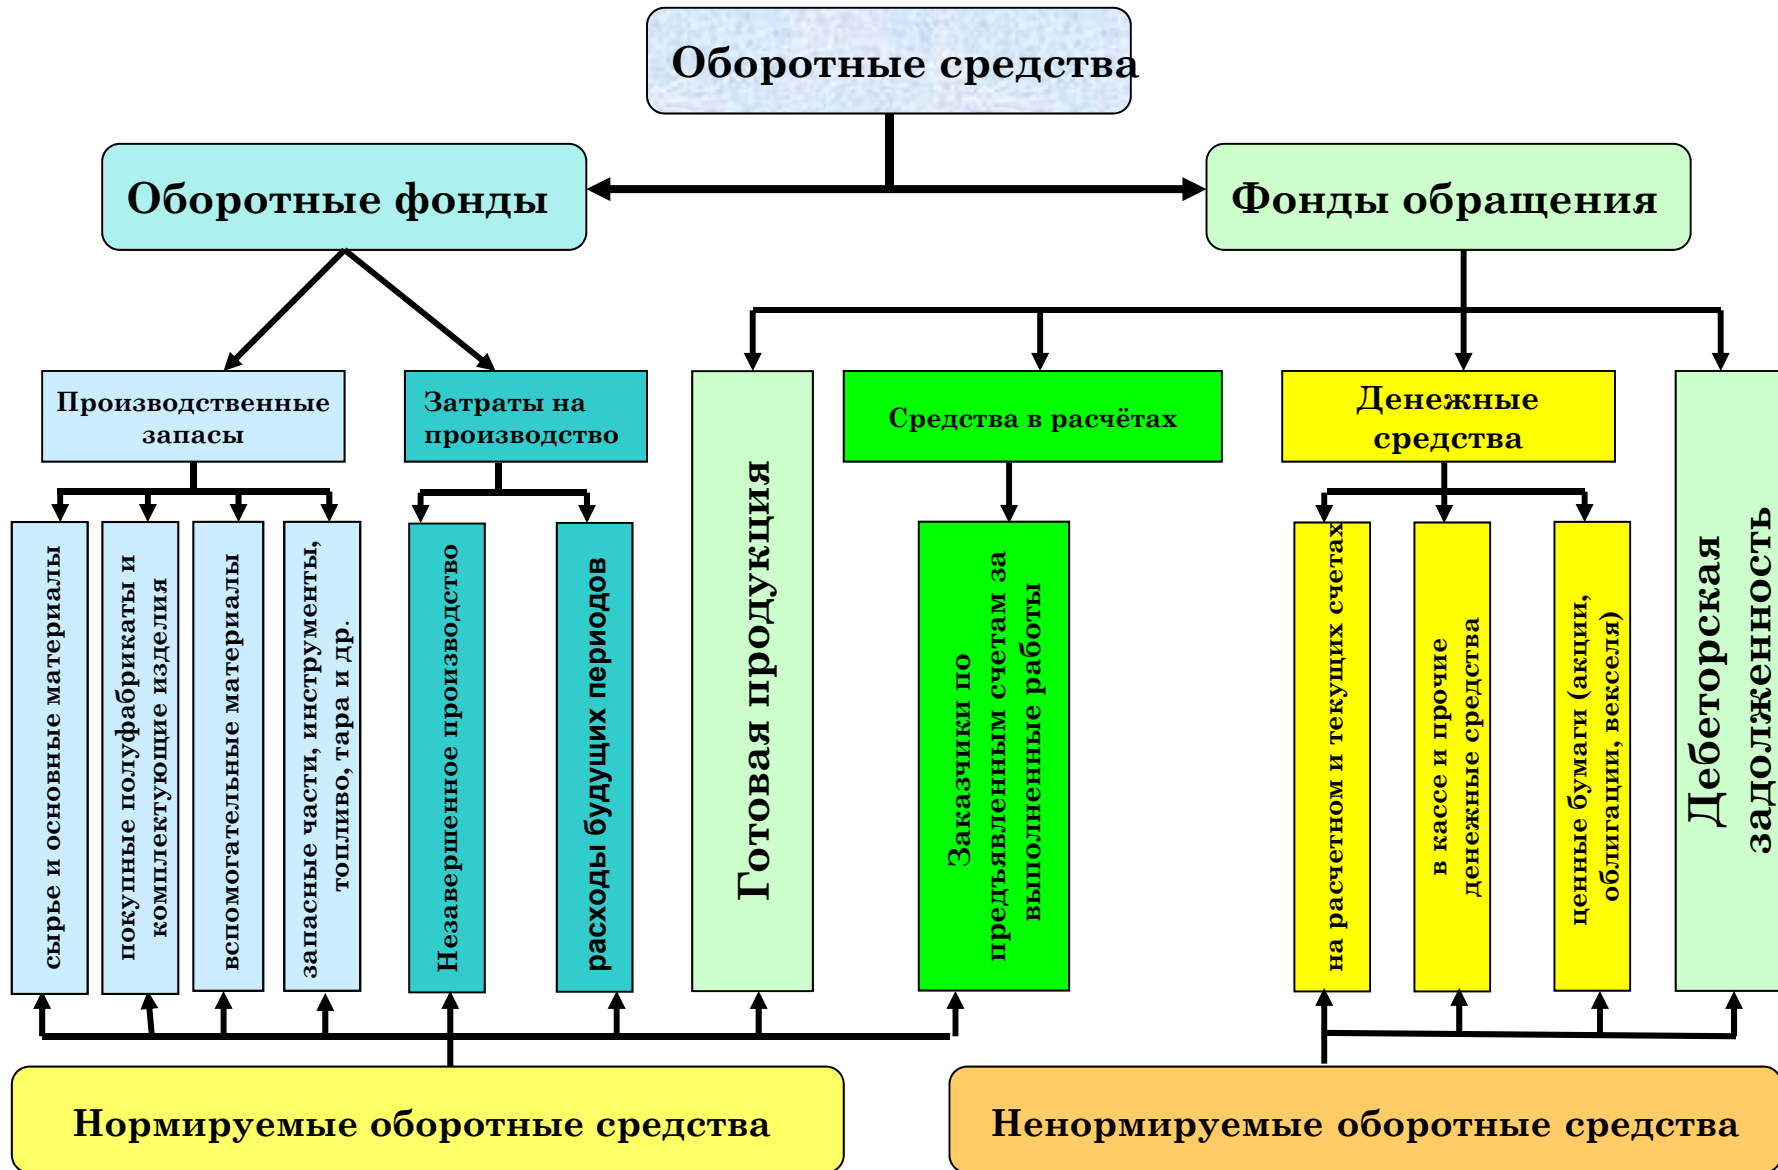 Оборотные средства
Оборотные фонды
Фонды обращения
Производственные
запасы
Затраты на
производство
Средства в расчётах
Денежные
средства
сырье и основные материалы
покупные полуфабрикаты и
комплектующие изделия
вспомогательные материалы
запасные части, инструменты,
топливо, тара и др.
Незавершенное производство
расходы будущих периодов
Готовая продукция
Заказчики по
предъявленным счетам за
выполненные работы
на расчетном и текущих счетах
в кассе и прочие
денежные средства
ценные бумаги (акции,
облигации, векселя)
Дебеторская
задолженность
Нормируемые оборотные средства
Ненормируемые оборотные средства